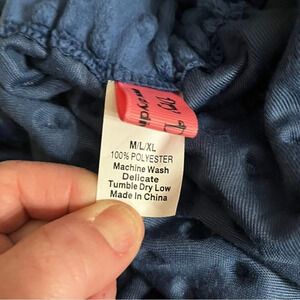 M/L/XL
100% POLYESTER
Machine Wash
Delicate
Tumble Dry Low
Made In China